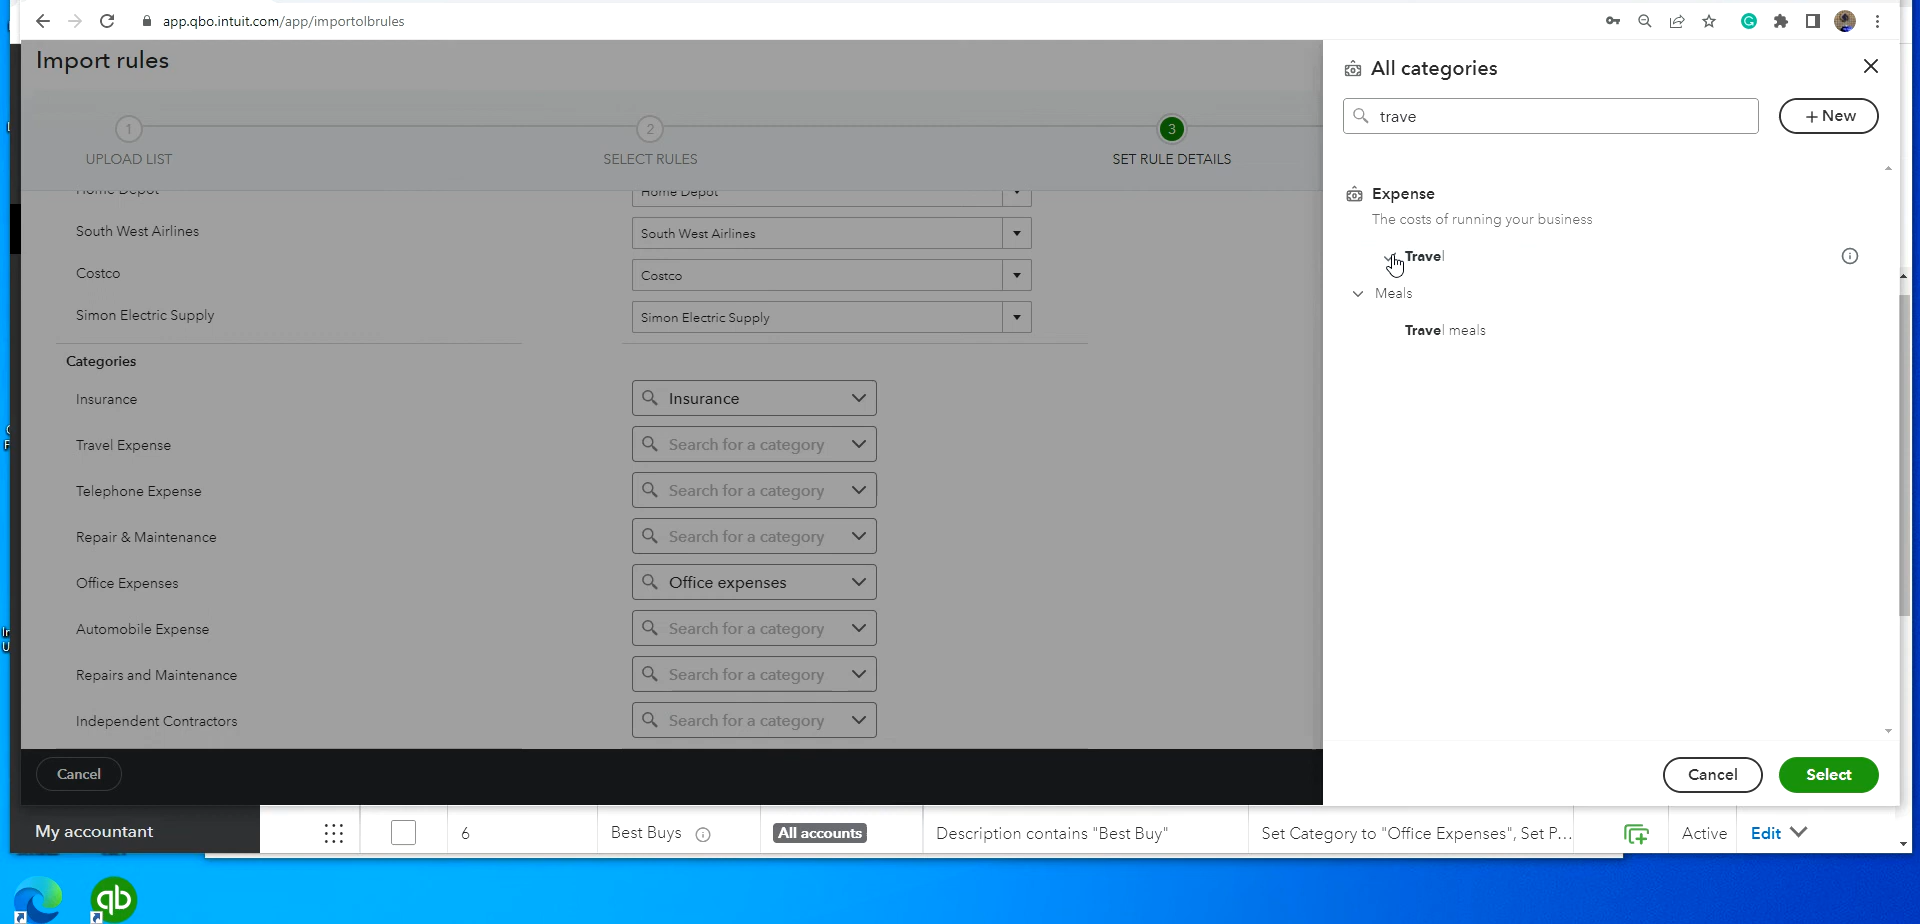 app.qbo.intuit.com/app/importolbrules
Import rules
1
UPLOAD LIST
2
SELECT RULES
3
SET RULE DETAILS
Home Depot
Home Depot
South West Airlines
South West Airlines
Costco
Costco
Simon Electric Supply
Simon Electric Supply
Categories
Insurance
Insurance
Travel Expense
Search for a category
Telephone Expense
Search for a category
Repair & Maintenance
Search for a category
Office Expenses
Office expenses
Automobile Expense
Search for a category
Repairs and Maintenance
Search for a category
Independent Contractors
Search for a category
Cancel
All categories
trave
+ New
Expense
The costs of running your business
Travel
Meals
Travel meals
Cancel
Select
My accountant
6
Best Buys
All accounts
Description contains "Best Buy"
Set Category to "Office Expenses", Set P...
Active
Edit
qb